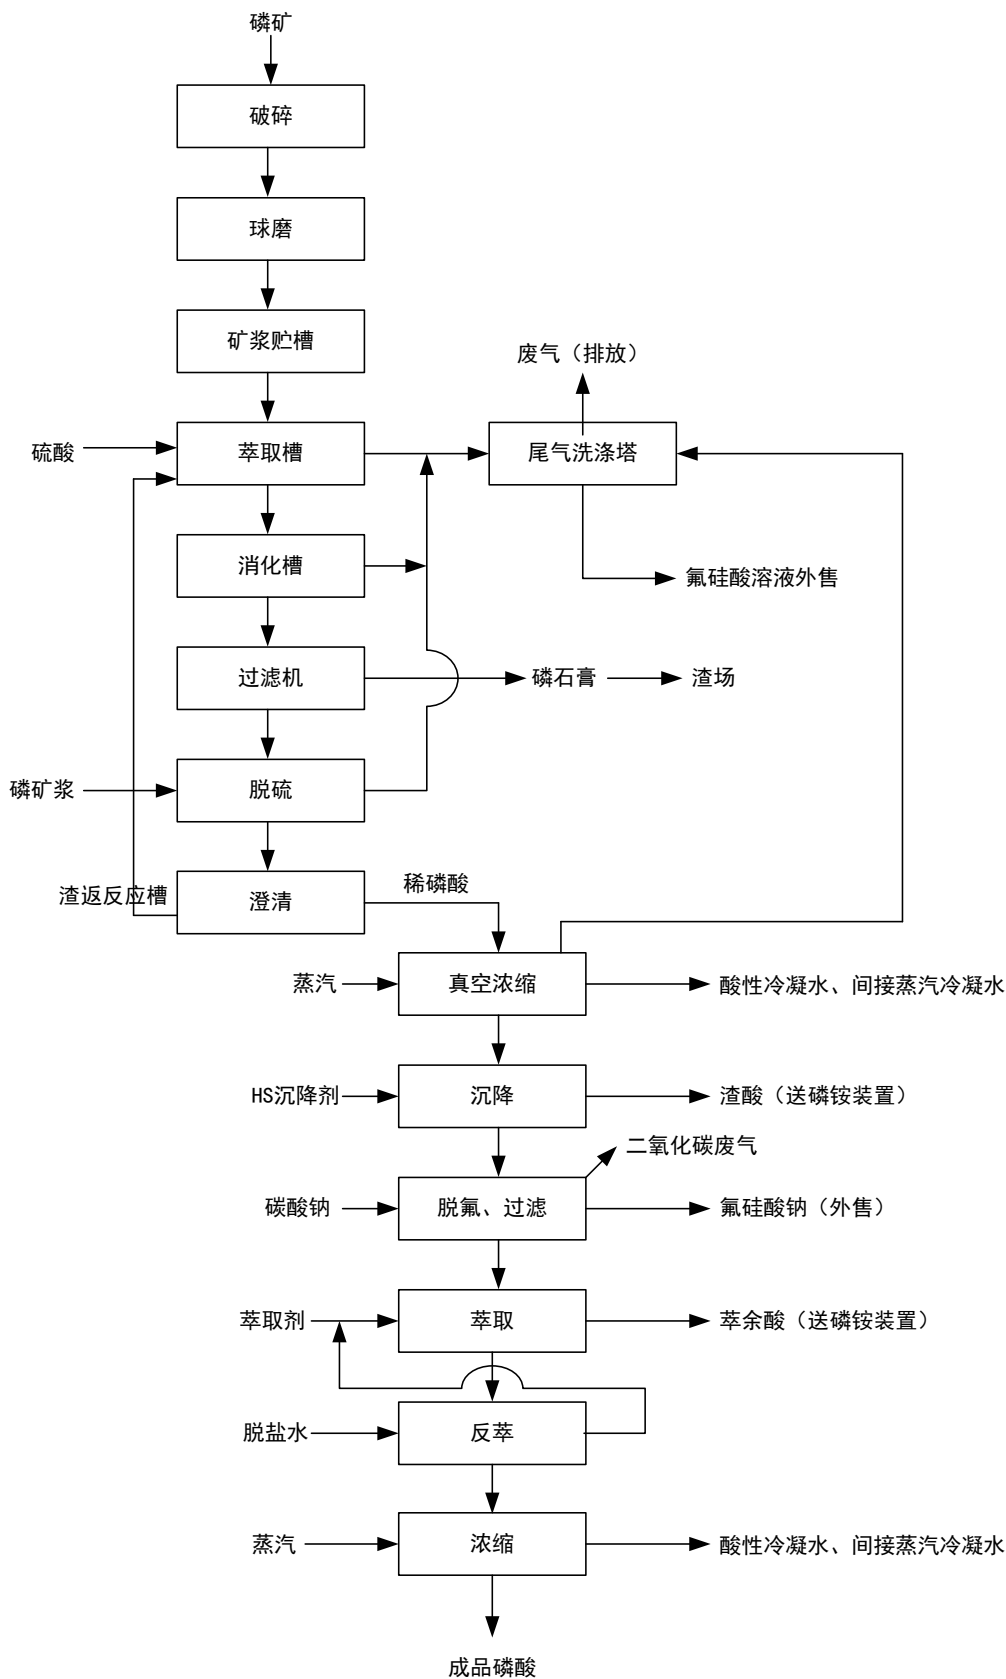 磷矿
破碎
球磨
矿浆贮槽
废气（排放）
硫酸
萃取槽
尾气洗涤塔
消化槽
氟硅酸溶液外售
过滤机
磷石膏
渣场
磷矿浆
脱硫
渣返反应槽
澄清
稀磷酸
蒸汽
真空浓缩
酸性冷凝水、间接蒸汽冷凝水
HS沉降剂
沉降
渣酸（送磷铵装置）
二氧化碳废气
碳酸钠
脱氟、过滤
氟硅酸钠（外售）
萃取剂
萃取
萃余酸（送磷铵装置）
脱盐水
反萃
蒸汽
浓缩
酸性冷凝水、间接蒸汽冷凝水
成品磷酸